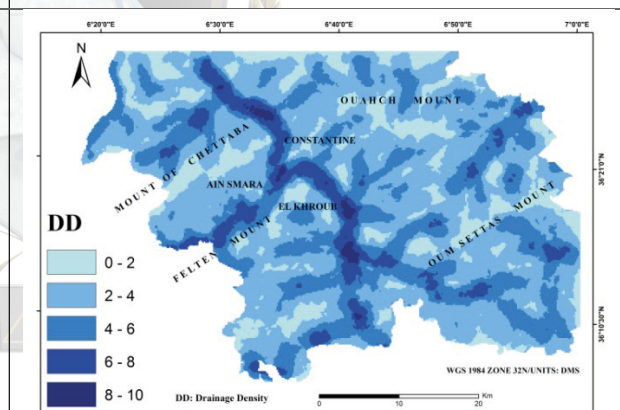 6°20'0"E 6°30'0"E 6°40'0"E 6°50'0"E 7°0'0"E
N
OUAHCH MOUNT
CONSTANTINE
MOUNT OF CHETTABA
36°21'0"N
AIN SMARA
EL KHROUB
OUM SETTAS MOUNT
FELTEN MOUNT
DD
0 - 2
2 - 4
4 - 6
6 - 8
8 - 10
36°10'30"N
WGS 1984 ZONE 32N/UNITS: DMS
DD: Drainage Density
Km
0 10 20